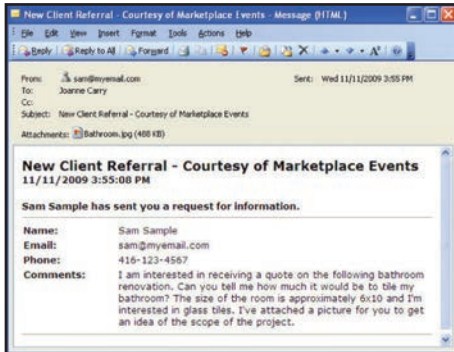 New Client Referral - Courtesy of Marketplace Events - Message (HTML)
File Edit View Insert Format Tools Actions Help
Reply Reply to All Forward
From: sam@myemail.com Sent: Wed 11/11/2009 3:55 PM
To: Joanne Carry
Cc:
Subject: New Client Referral - Courtesy of Marketplace Events
Attachments: Bathroom.jpg (468 KB)
New Client Referral - Courtesy of Marketplace Events
11/11/2009 3:55:08 PM
Sam Sample has sent you a request for information.
Name: Sam Sample
Email: sam@myemail.com
Phone: 416-123-4567
Comments: I am interested in receiving a quote on the following bathroom
renovation. Can you tell me how much it would be to tile my
bathroom? The size of the room is approximately 6x10 and I'm
interested in glass tiles. I've attached a picture for you to get
an idea of the scope of the project.